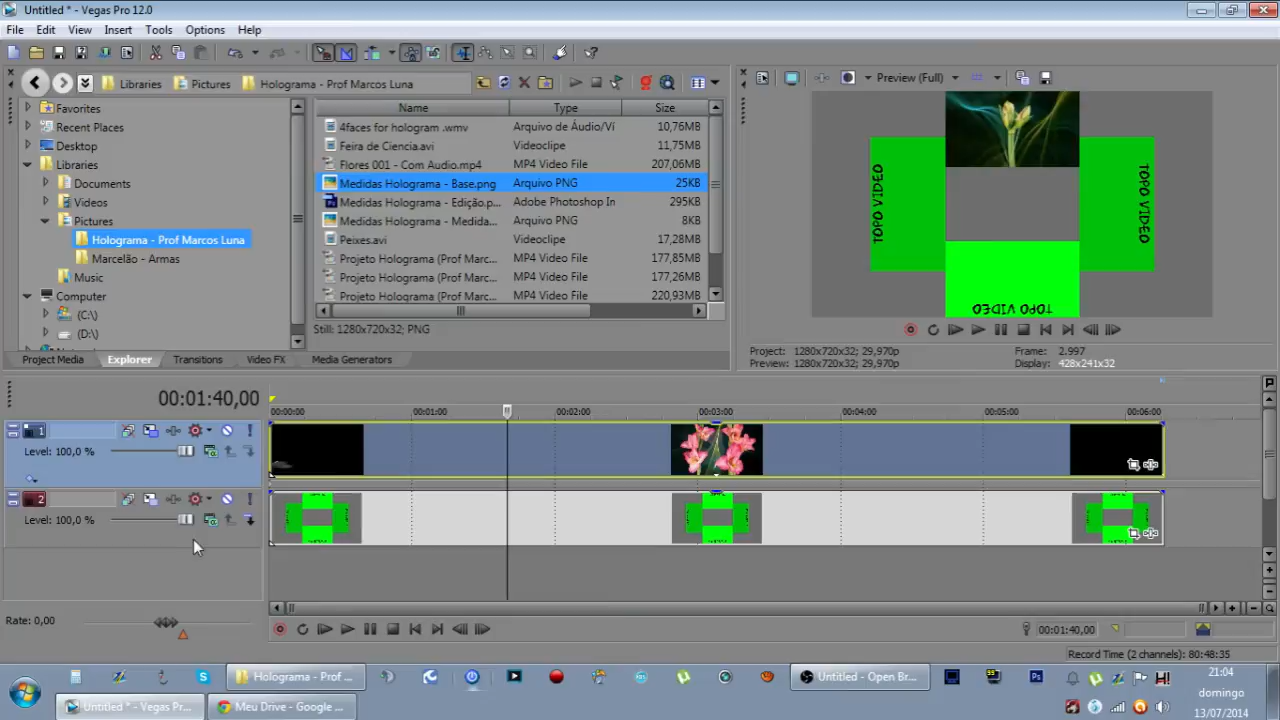 Untitled * - Vegas Pro 12.0
File Edit View Insert Tools Options Help
Libraries Pictures Holograma - Prof Marcos Luna
Favorites
Recent Places
Desktop
Libraries
Documents
Videos
Pictures
Holograma - Prof Marcos Luna
Marcelão - Armas
Music
Computer
(C:)
(D:)
Name Type Size
4faces for hologram .wmv Arquivo de Áudio/Ví 10,76MB
Feira de Ciencia.avi Videoclipe 11,75MB
Flores 001 - Com Audio.mp4 MP4 Video File 207,06MB
Medidas Holograma - Base.png Arquivo PNG 25KB
Medidas Holograma - Edição.p... Adobe Photoshop In 295KB
Medidas Holograma - Medida... Arquivo PNG 8KB
Peixes.avi Videoclipe 17,28MB
Projeto Holograma (Prof Marc... MP4 Video File 177,85MB
Projeto Holograma (Prof Marc... MP4 Video File 177,26MB
Projeto Holograma (Prof Marc... MP4 Video File 220,93MB
Still: 1280x720x32; PNG
Project Media Explorer Transitions Video FX Media Generators
Preview (Full)
TOPO VIDEO
TOPO VIDEO
TOPO VIDEO
Project: 1280x720x32; 29,970p Frame: 2.997
Preview: 1280x720x32; 29,970p Display: 428x241x32
00:01:40,00
00:00:00 00:01:00 00:02:00 00:03:00 00:04:00 00:05:00 00:06:00
1
Level: 100,0 %
2
Level: 100,0 %
Rate: 0,00
00:01:40,00
Record Time (2 channels): 80:48:35
Holograma - Prof ... Untitled - Open Br...
Untitled * - Vegas Pr... Meu Drive - Google ...
21:04
domingo
13/07/2014